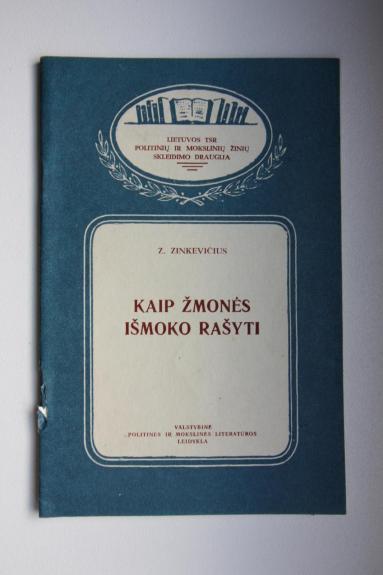 LIETUVOS TSR
POLITINIŲ IR MOKSLINIŲ ŽINIŲ
SKLEIDIMO DRAUGIJA
Z. ZINKEVIČIUS
KAIP ŽMONĖS
IŠMOKO RAŠYTI
VALSTYBINĖ
POLITINĖS IR MOKSLINĖS LITERATŪROS
LEIDYKLA